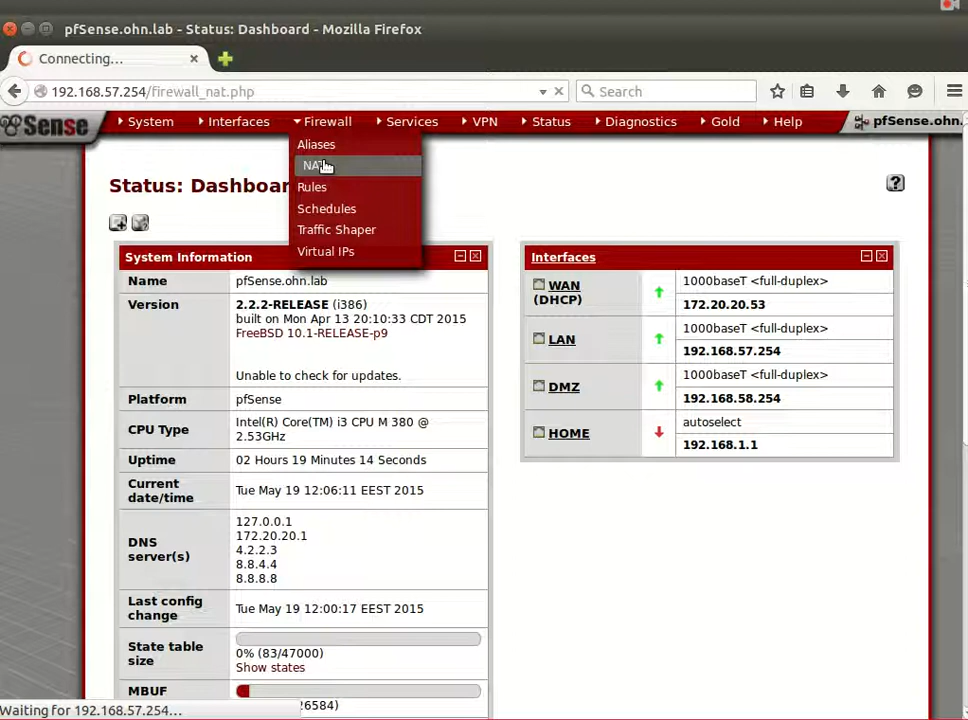 pfSense.ohn.lab - Status: Dashboard - Mozilla Firefox
Connecting...
192.168.57.254/firewall_nat.php
Search
Sense
System
Interfaces
Firewall
Services
VPN
Status
Diagnostics
Gold
Help
pfSense.ohn.
Aliases
NAT
Rules
Schedules
Traffic Shaper
Virtual IPs
Status: Dashboar
?
System Information
Name
pfSense.ohn.lab
Version
2.2.2-RELEASE (i386)
built on Mon Apr 13 20:10:33 CDT 2015
FreeBSD 10.1-RELEASE-p9
Unable to check for updates.
Platform
pfSense
CPU Type
Intel(R) Core(TM) i3 CPU M 380 @
2.53GHz
Uptime
02 Hours 19 Minutes 14 Seconds
Current
date/time
Tue May 19 12:06:11 EEST 2015
DNS
server(s)
127.0.0.1
172.20.20.1
4.2.2.3
8.8.4.4
8.8.8.8
Last config
change
Tue May 19 12:00:17 EEST 2015
State table
size
0% (83/47000)
Show states
MBUF
26584)
Interfaces
WAN
(DHCP)
1000baseT <full-duplex>
172.20.20.53
LAN
1000baseT <full-duplex>
192.168.57.254
DMZ
1000baseT <full-duplex>
192.168.58.254
HOME
autoselect
192.168.1.1
Waiting for 192.168.57.254...